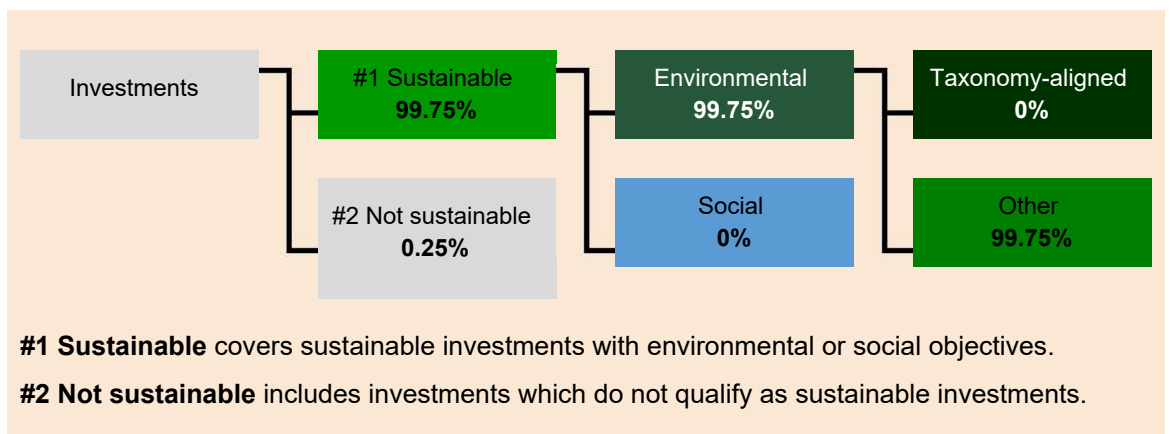 Investments
#1 Sustainable
99.75%
Environmental
99.75%
Taxonomy-aligned
0%
#2 Not sustainable
0.25%
Social
0%
Other
99.75%
#1 Sustainable covers sustainable investments with environmental or social objectives.
#2 Not sustainable includes investments which do not qualify as sustainable investments.